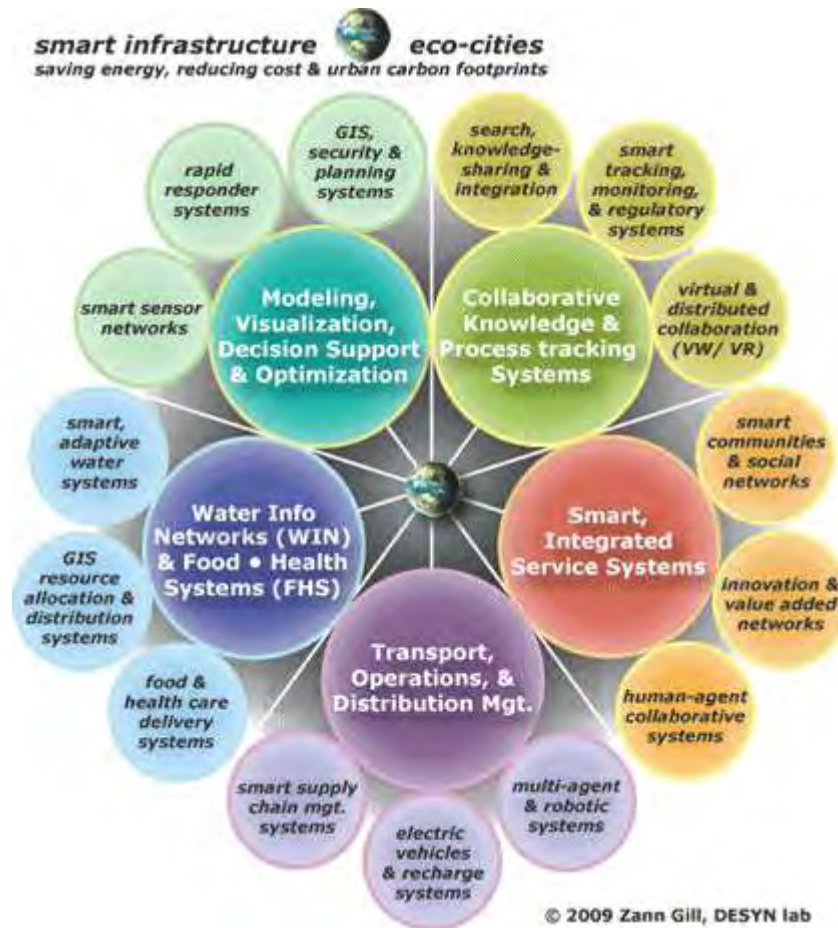 smart infrastructure eco-cities
saving energy, reducing cost & urban carbon footprints
GIS,
security &
planning
systems
search,
knowledge-
sharing &
integration
rapid
responder
systems
smart
tracking,
monitoring,
& regulatory
systems
smart sensor
networks
Modeling,
Visualization,
Decision Support
& Optimization
Collaborative
Knowledge &
Process tracking
Systems
virtual &
distributed
collaboration
(VW/ VR)
smart,
adaptive
water
systems
smart
communities
& social
networks
Water Info
Networks (WIN)
& Food • Health
Systems (FHS)
Smart,
Integrated
Service Systems
GIS
resource
allocation &
distribution
systems
innovation &
value added
networks
Transport,
Operations, &
Distribution Mgt.
food &
health care
delivery
systems
human-agent
collaborative
systems
smart supply
chain mgt.
systems
electric
vehicles
& recharge
systems
multi-agent
& robotic
systems
© 2009 Zann Gill, DESYN lab